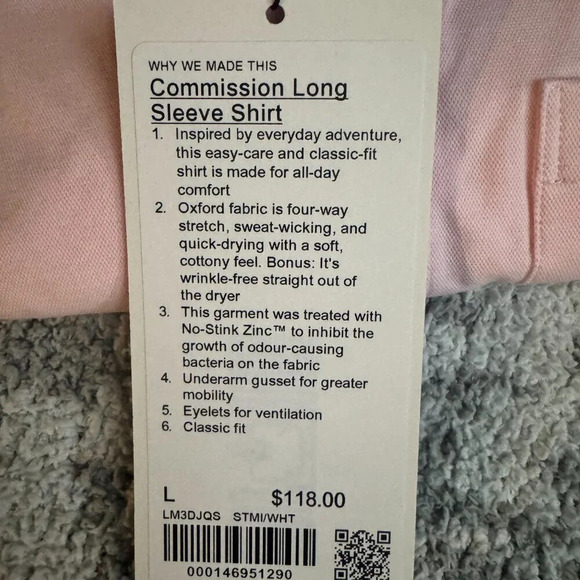 WHY WE MADE THIS
Commission Long
Sleeve Shirt
1. Inspired by everyday adventure,
this easy-care and classic-fit
shirt is made for all-day
comfort
2. Oxford fabric is four-way
stretch, sweat-wicking, and
quick-drying with a soft,
cottony feel. Bonus: It's
wrinkle-free straight out of
the dryer
3. This garment was treated with
No-Stink Zinc™ to inhibit the
growth of odour-causing
bacteria on the fabric
4. Underarm gusset for greater
mobility
5. Eyelets for ventilation
6. Classic fit
L $118.00
LM3DJQS STMI/WHT
000146951290